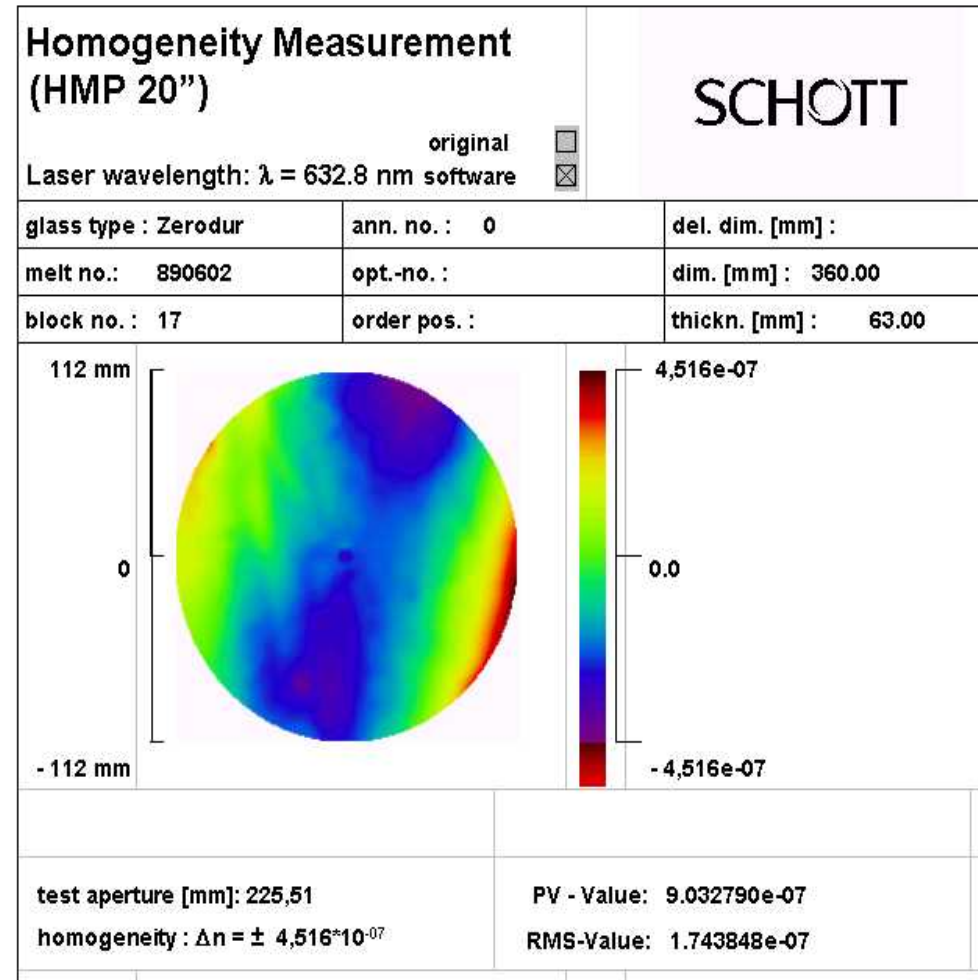 Homogeneity Measurement
(HMP 20”)
SCHOTT
original
Laser wavelength: λ = 632.8 nm software
glass type : Zerodur
ann. no. : 0
del. dim. [mm] :
melt no.: 890602
opt.-no. :
dim. [mm] : 360.00
block no. : 17
order pos. :
thickn. [mm] : 63.00
112 mm
4,516e-07
0
0.0
- 112 mm
- 4,516e-07
test aperture [mm]: 225,51
PV - Value: 9.032790e-07
homogeneity : Δn = ± 4,516*10⁻⁰⁷
RMS-Value: 1.743848e-07